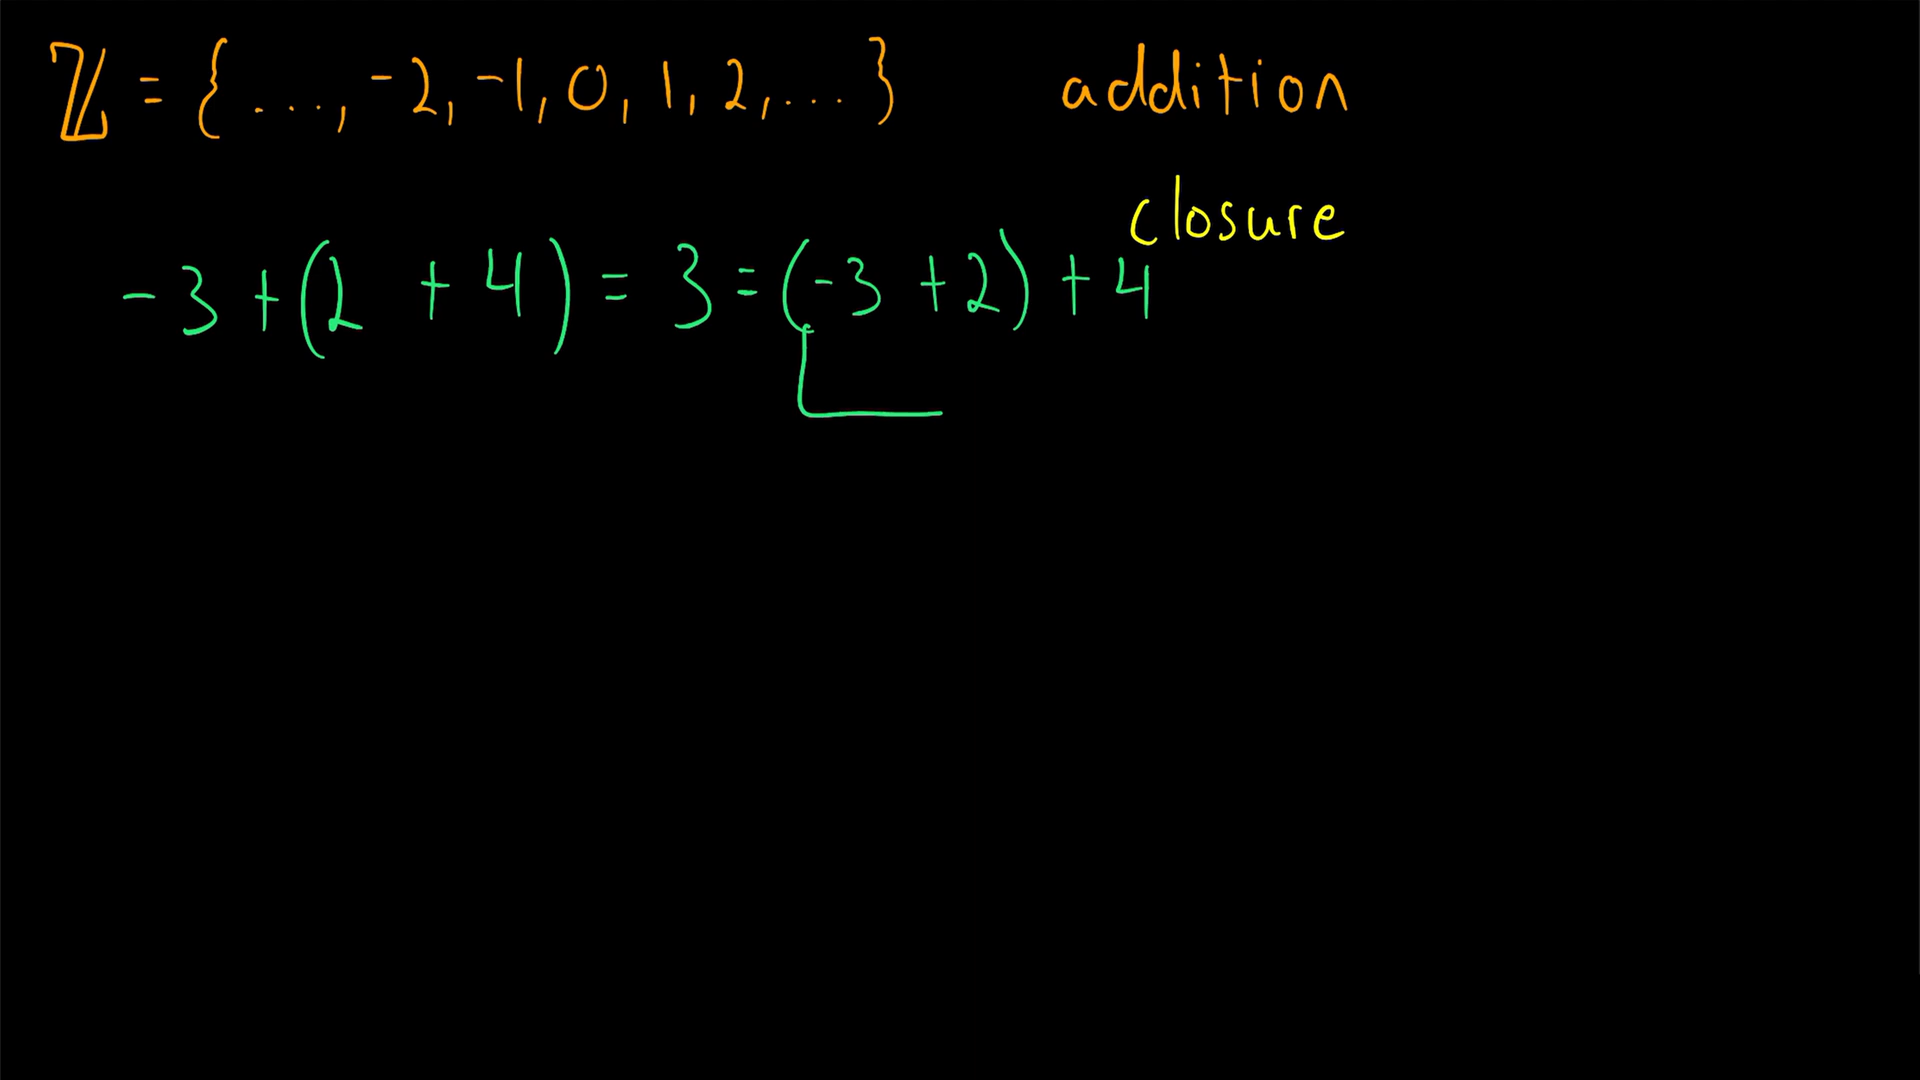 ℤ = {..., -2, -1, 0, 1, 2, ...} addition
closure
-3 + (2 + 4) = 3 = (-3 + 2) + 4